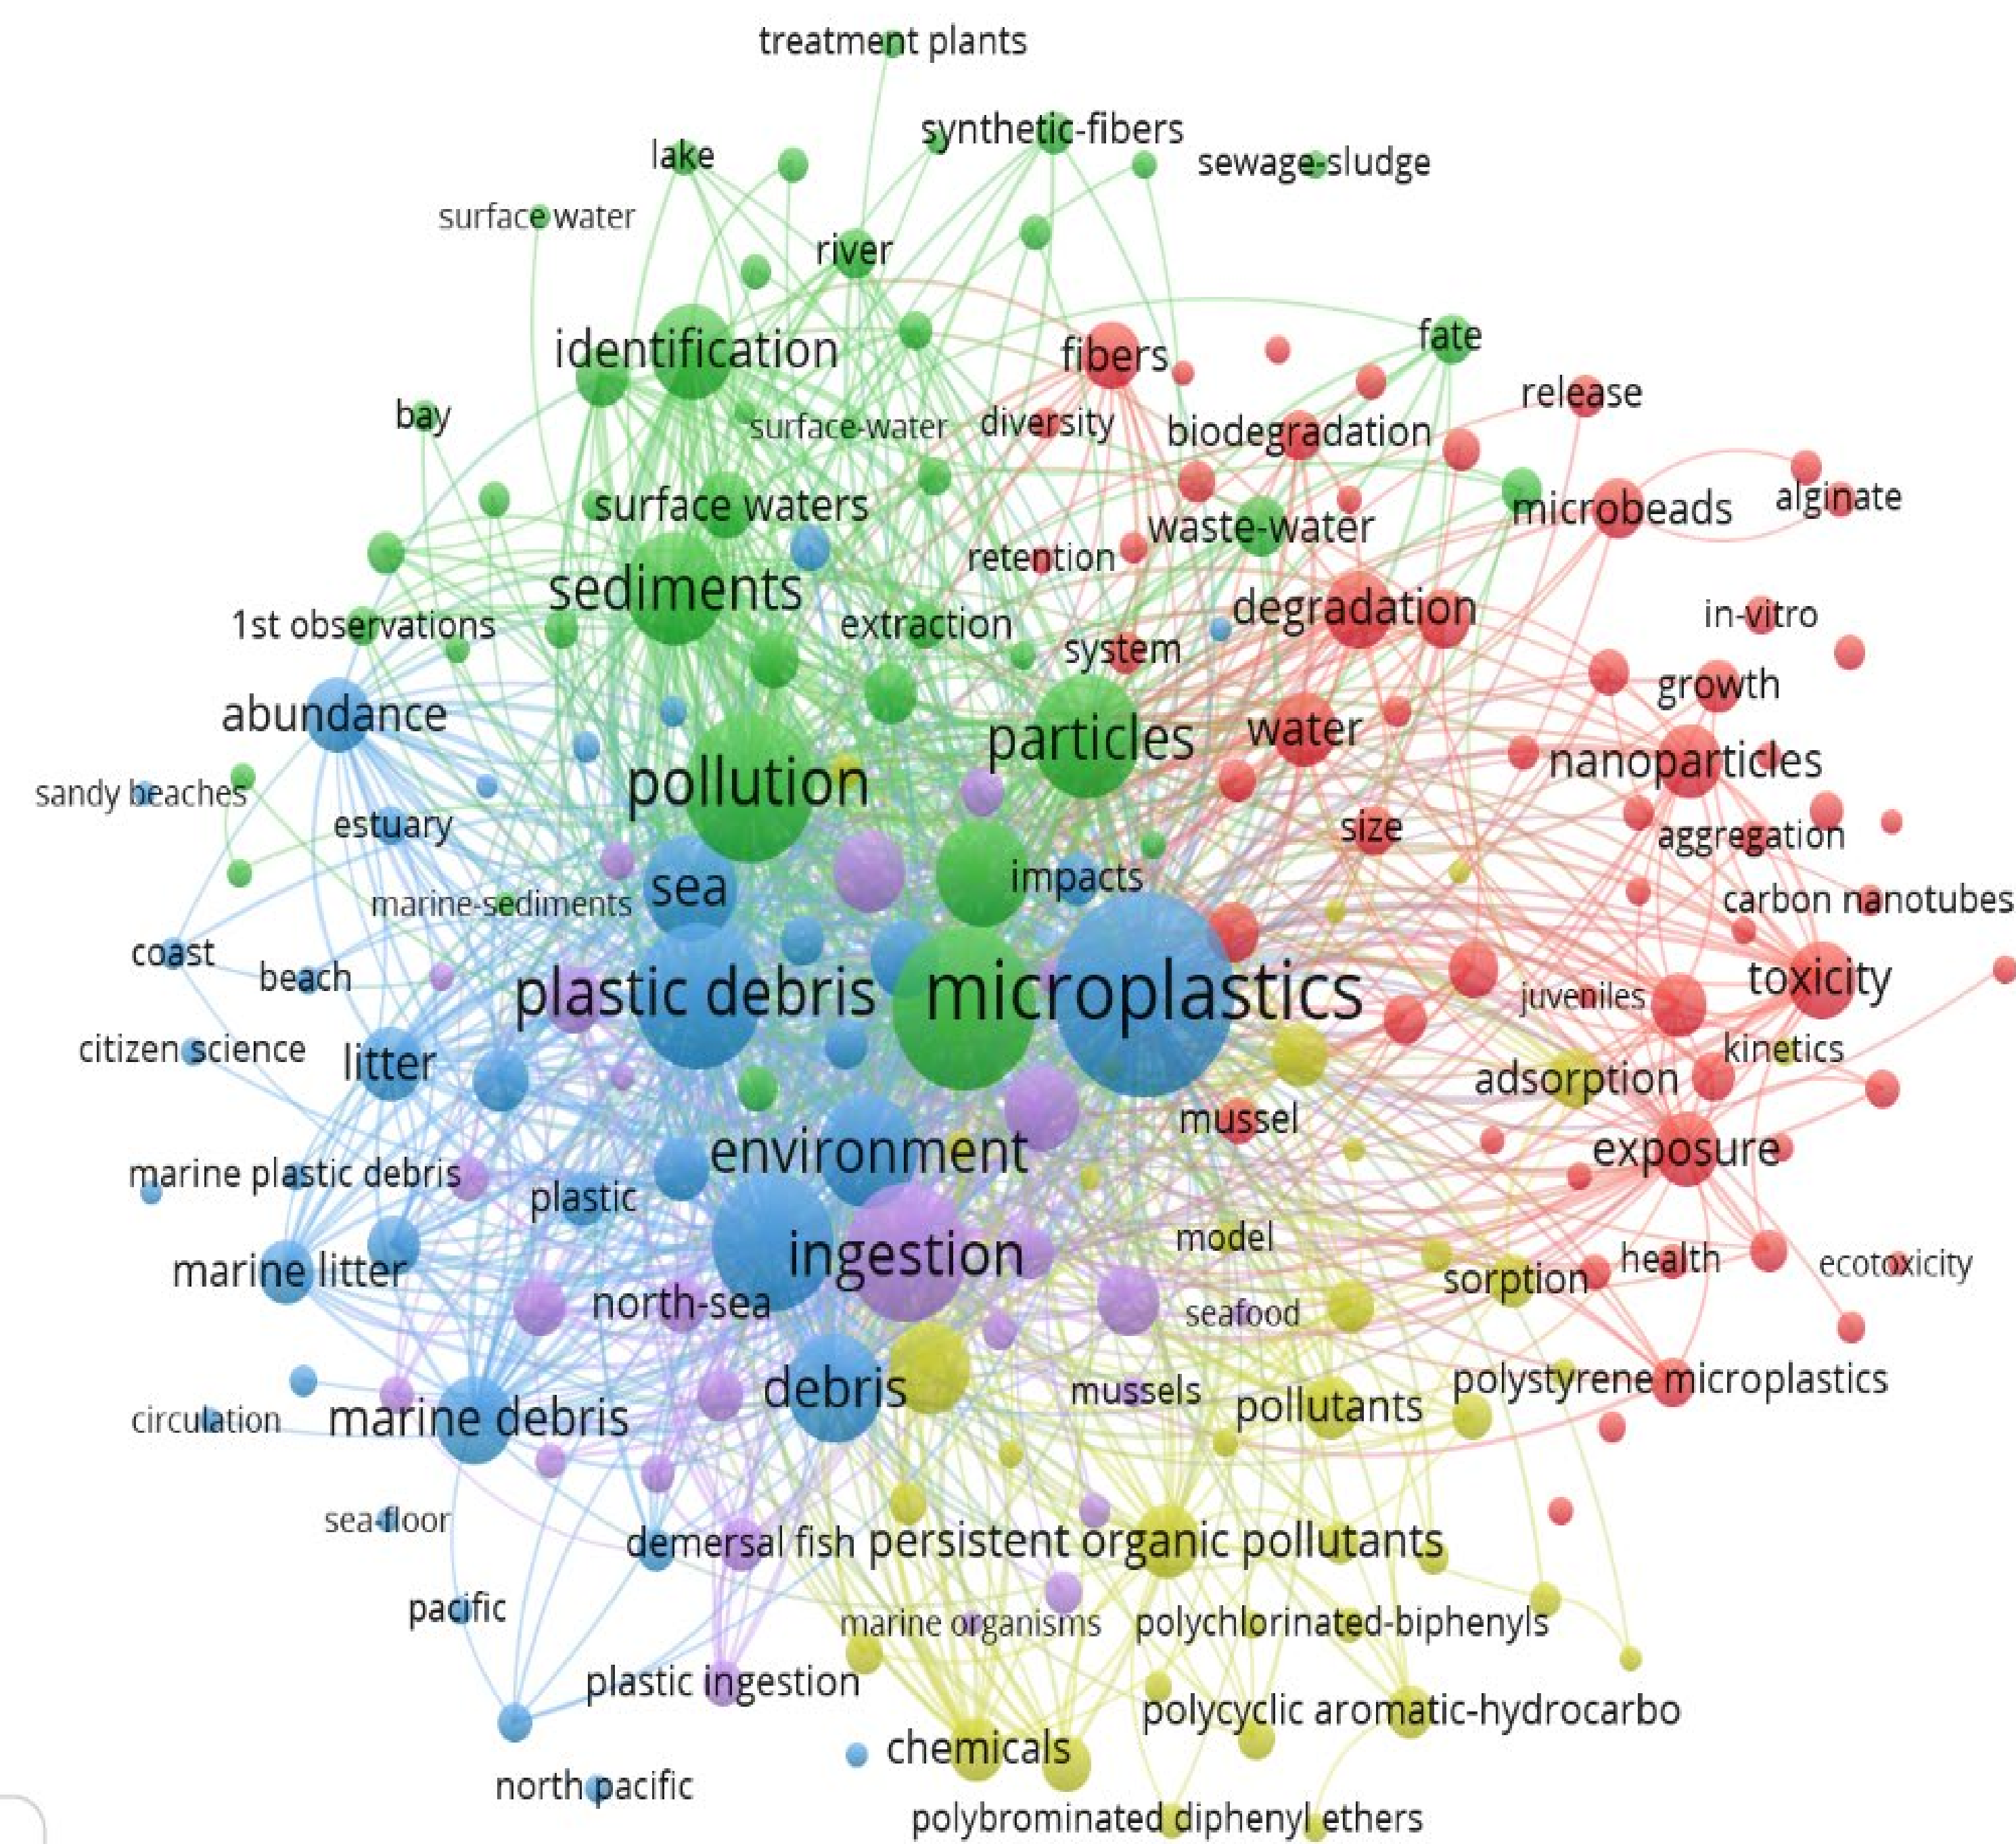 treatment plants
synthetic-fibers
lake
sewage-sludge
surface water
river
identification
fibers
fate
release
bay
surface-water
diversity
biodegradation
surface waters
microbeads
alginate
waste-water
retention
sediments
degradation
in-vitro
1st observations
extraction
system
growth
abundance
particles
water
nanoparticles
pollution
sandy beaches
estuary
size
aggregation
impacts
sea
marine-sediments
carbon nanotubes
coast
beach
plastic debris
microplastics
juveniles
toxicity
citizen science
litter
kinetics
adsorption
mussel
environment
exposure
marine plastic debris
plastic
model
ingestion
marine litter
sorption
health
ecotoxicity
north-sea
seafood
debris
mussels
pollutants
polystyrene microplastics
circulation
marine debris
sea-floor
demersal fish
persistent organic pollutants
pacific
marine organisms
polychlorinated-biphenyls
plastic ingestion
polycyclic aromatic-hydrocarbo
chemicals
north pacific
polybrominated diphenyl ethers